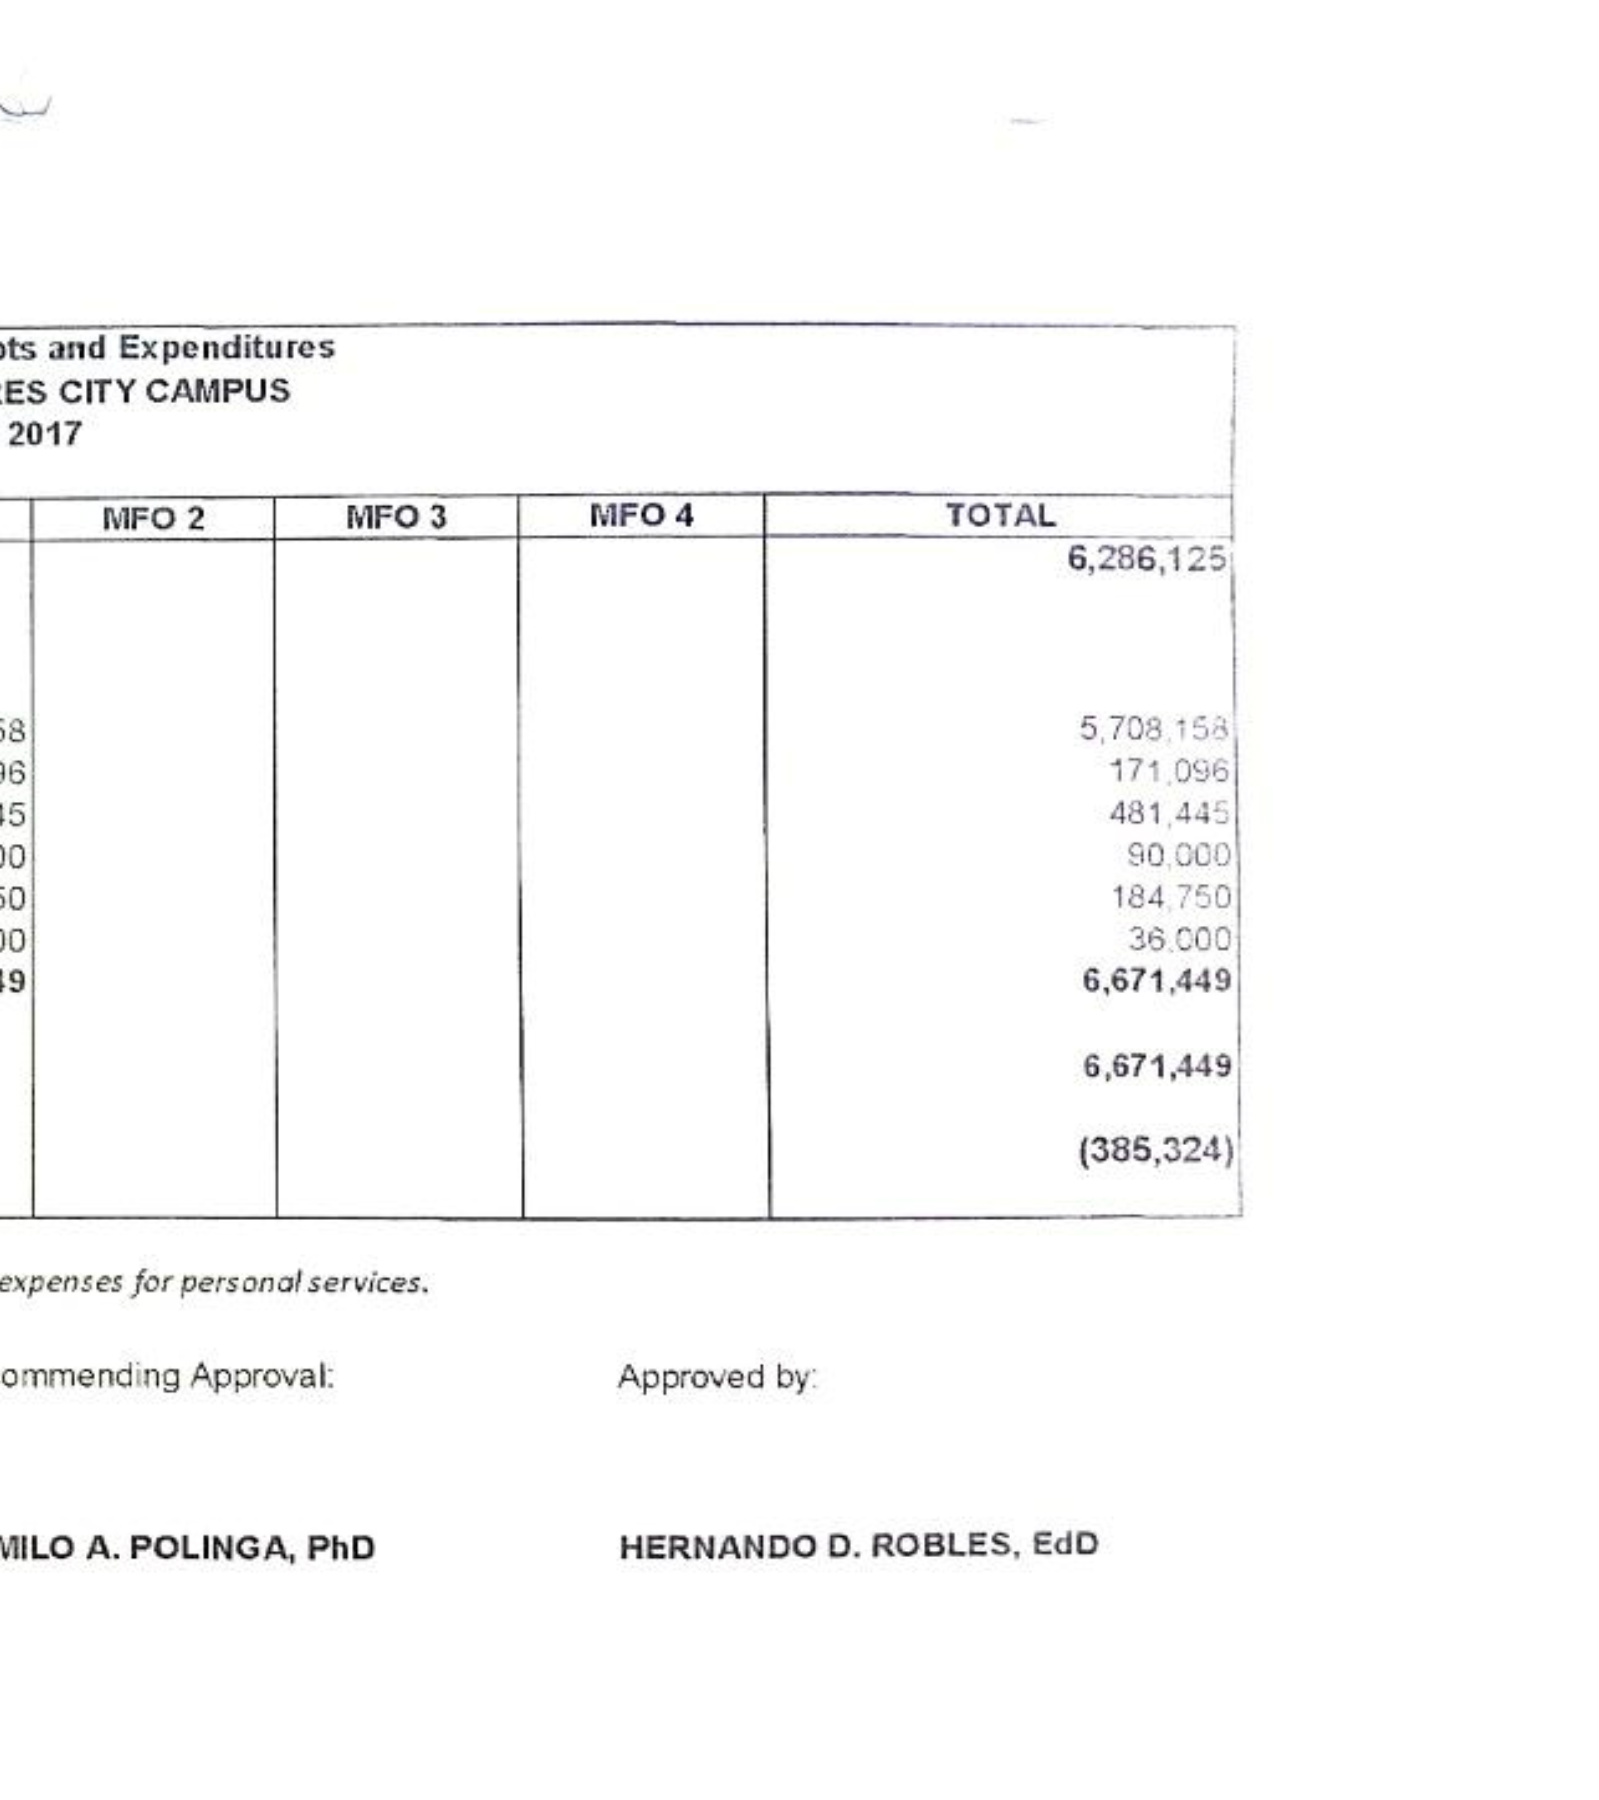 ots and Expenditures
RES CITY CAMPUS
2017
MFO 2 MFO 3 MFO 4 TOTAL
6,286,125
58 5,708,158
96 171,096
45 481,445
00 90,000
50 184,750
00 36,000
49 6,671,449
6,671,449
(385,324)
expenses for personal services.
ommending Approval: Approved by:
MILO A. POLINGA, PhD HERNANDO D. ROBLES, EdD